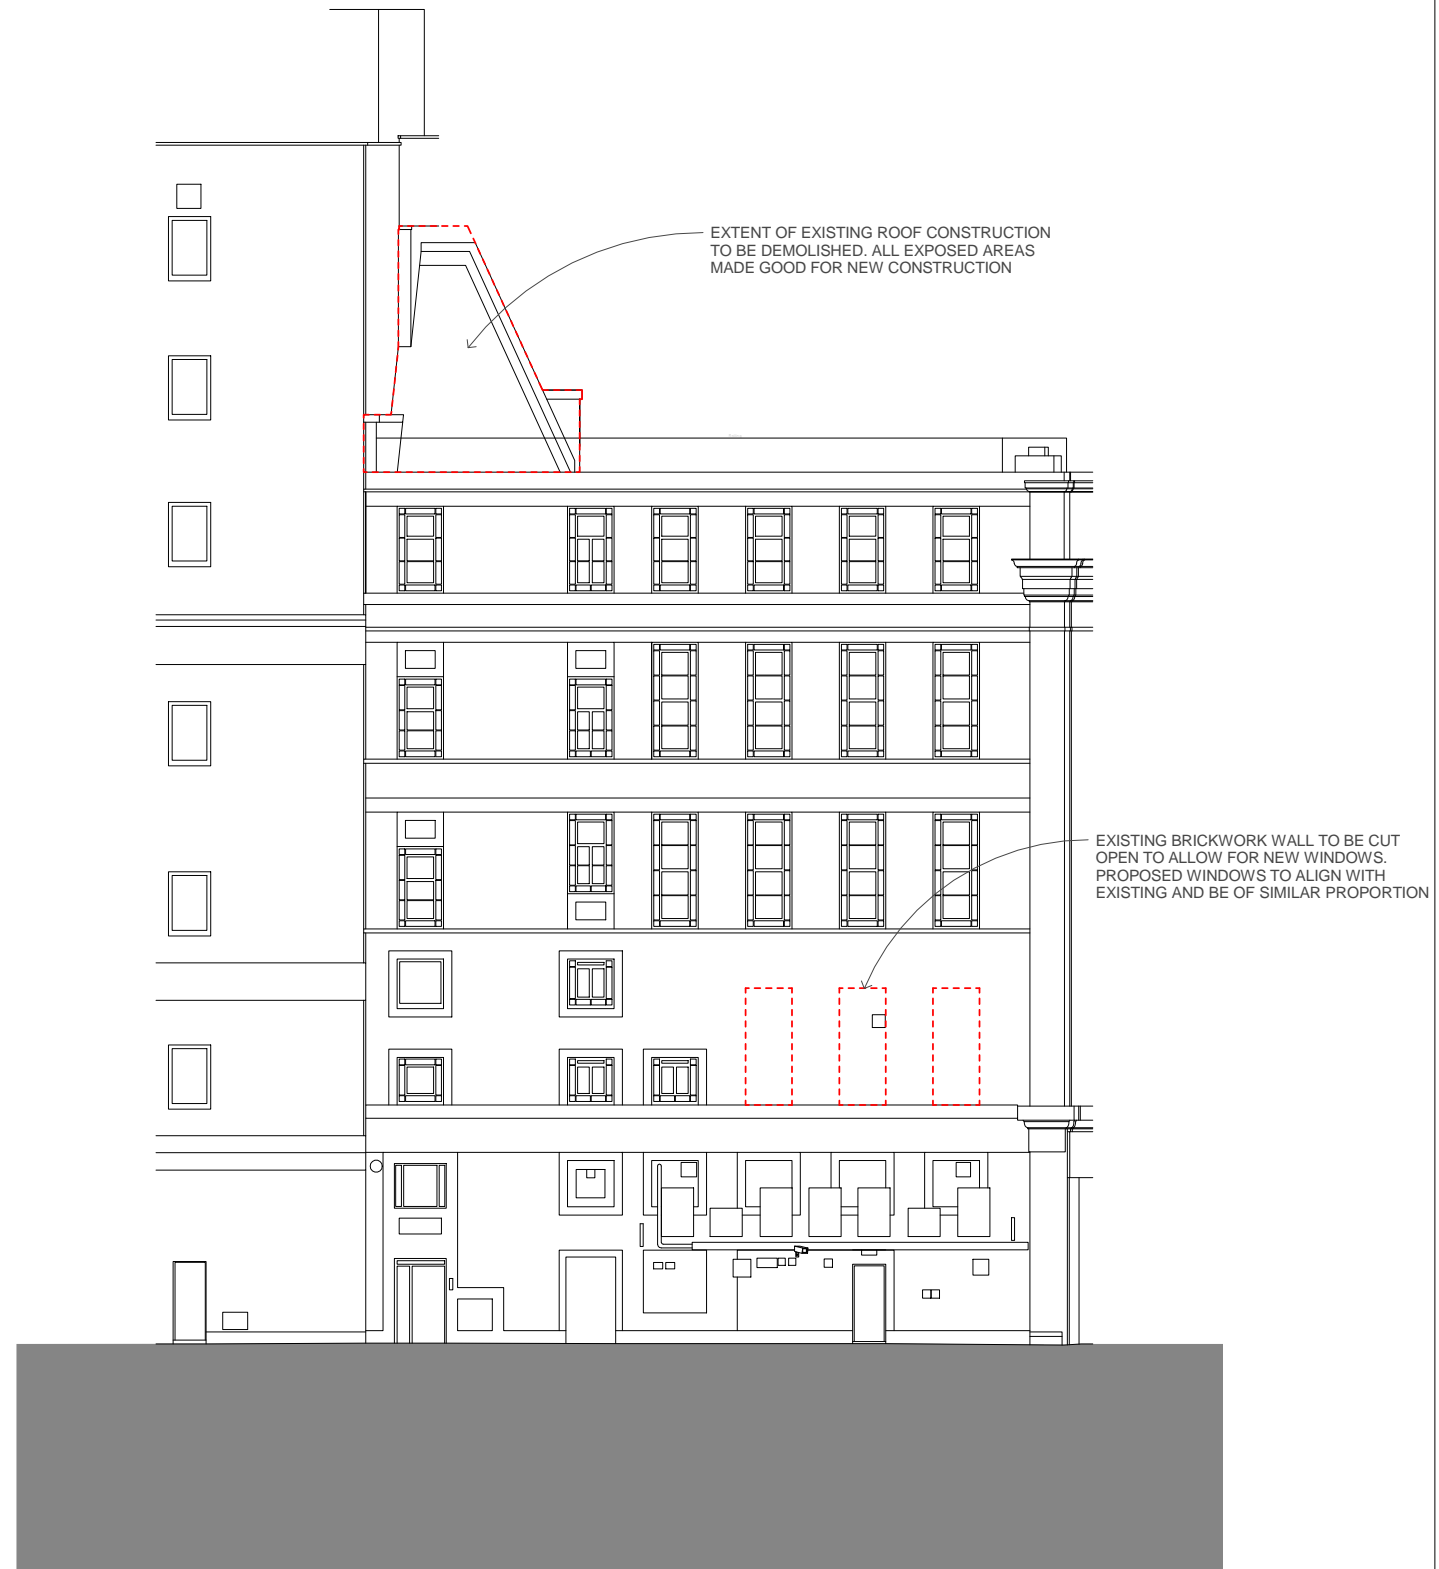 EXTENT OF EXISTING ROOF CONSTRUCTION
TO BE DEMOLISHED. ALL EXPOSED AREAS
MADE GOOD FOR NEW CONSTRUCTION
EXISTING BRICKWORK WALL TO BE CUT
OPEN TO ALLOW FOR NEW WINDOWS.
PROPOSED WINDOWS TO ALIGN WITH
EXISTING AND BE OF SIMILAR PROPORTION